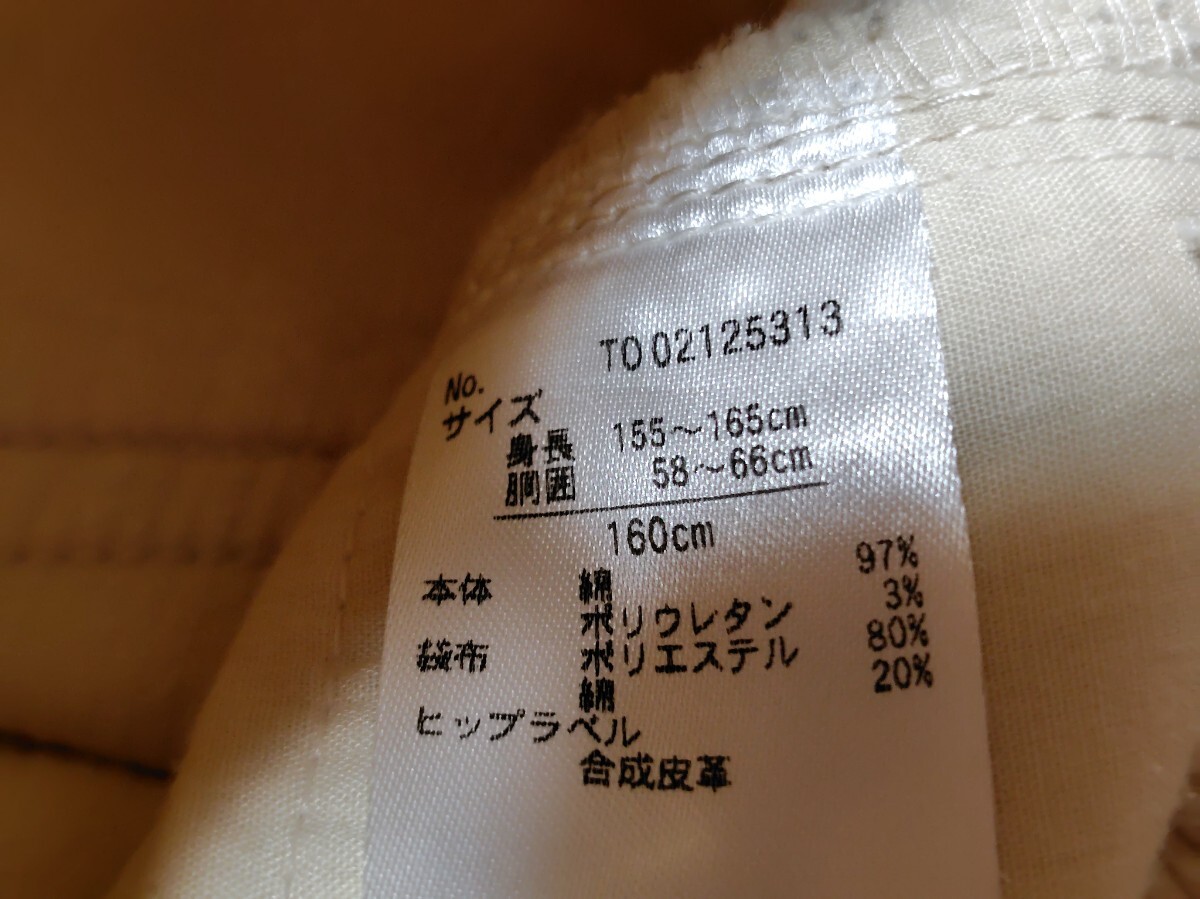 No. TO02125313
サイズ
身長 155～165cm
胴囲 58～66cm
160cm
本体 綿 97%
ポリウレタン 3%
袋布 ポリエステル 80%
綿 20%
ヒップラベル
合成皮革